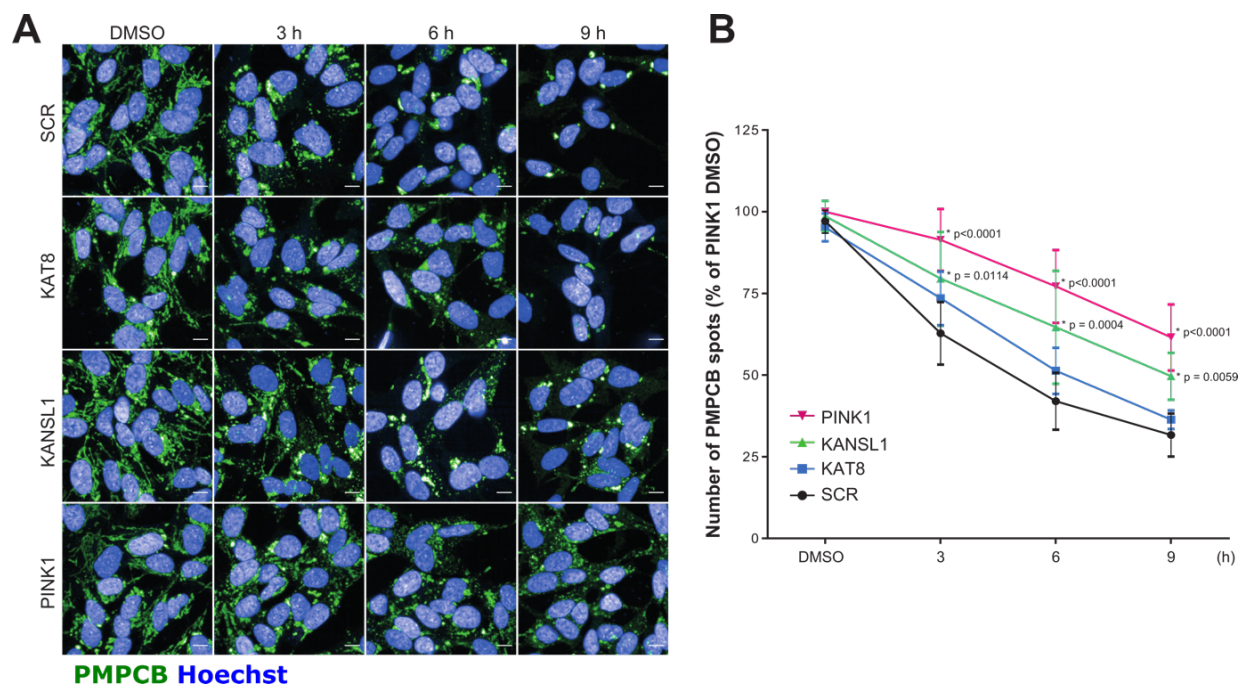 A
DMSO 3 h 6 h 9 h
SCR
KAT8
KANSL1
PINK1
PMPCB Hoechst
B
Number of PMPCB spots (% of PINK1 DMSO)
125
100
75
50
25
0
* p<0.0001
* p = 0.0114
* p<0.0001
* p = 0.0004
* p<0.0001
* p = 0.0059
PINK1
KANSL1
KAT8
SCR
DMSO 3 6 9 (h)